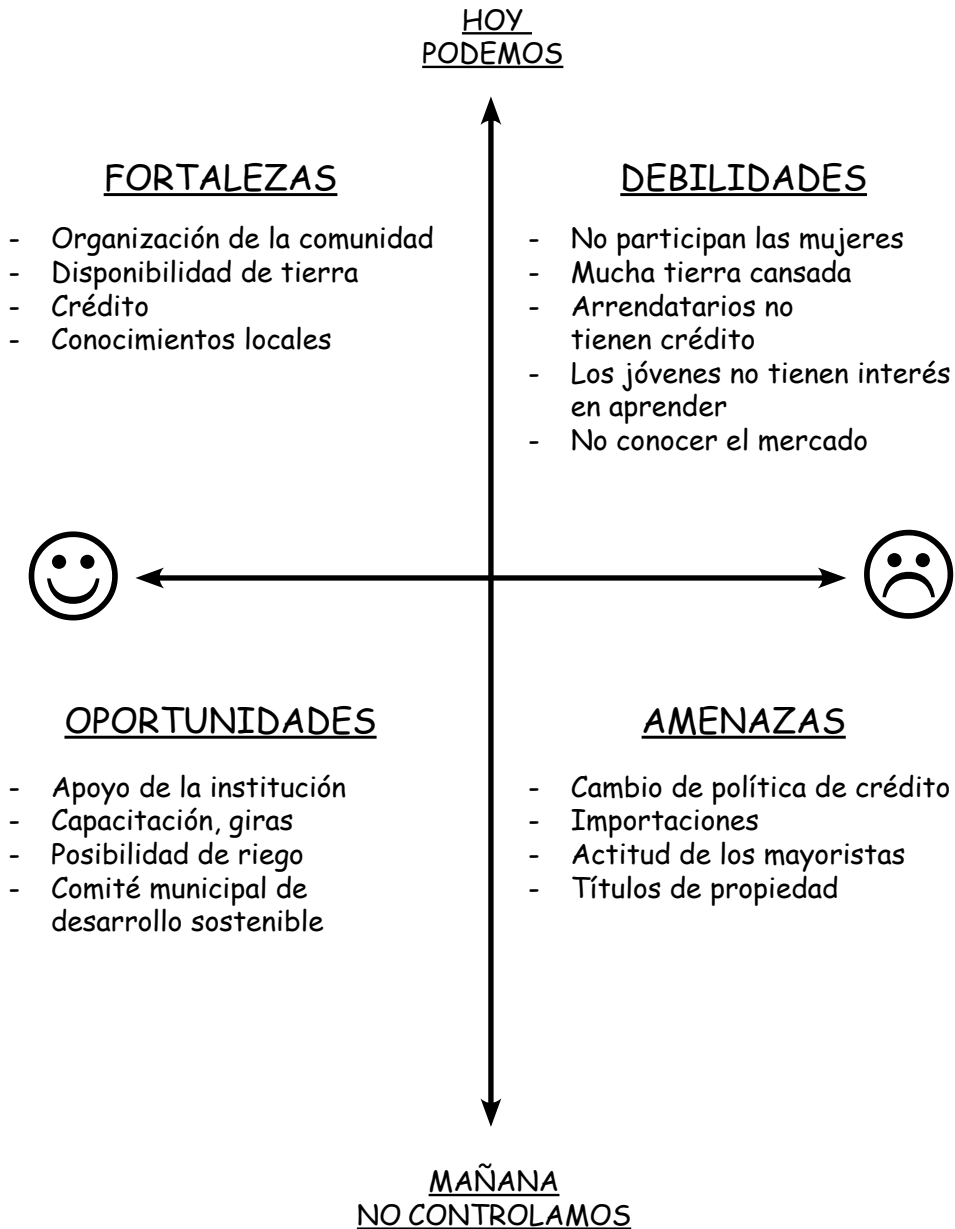 HOY
PODEMOS
FORTALEZAS
- Organización de la comunidad
- Disponibilidad de tierra
- Crédito
- Conocimientos locales
DEBILIDADES
- No participan las mujeres
- Mucha tierra cansada
- Arrendatarios no
tienen crédito
- Los jóvenes no tienen interés
en aprender
- No conocer el mercado
OPORTUNIDADES
- Apoyo de la institución
- Capacitación, giras
- Posibilidad de riego
- Comité municipal de
desarrollo sostenible
AMENAZAS
- Cambio de política de crédito
- Importaciones
- Actitud de los mayoristas
- Títulos de propiedad
MAÑANA
NO CONTROLAMOS